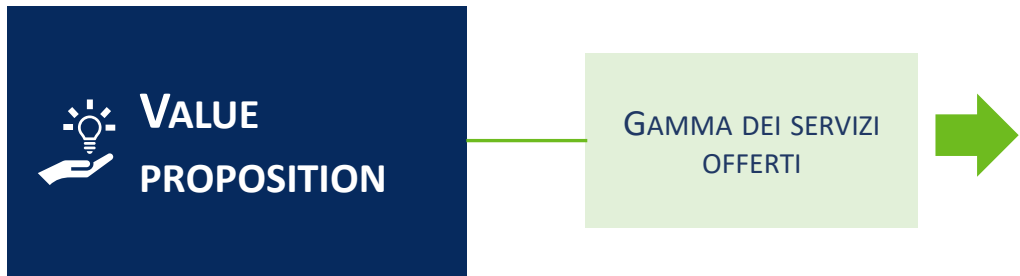 VALUE
PROPOSITION
GAMMA DEI SERVIZI
OFFERTI